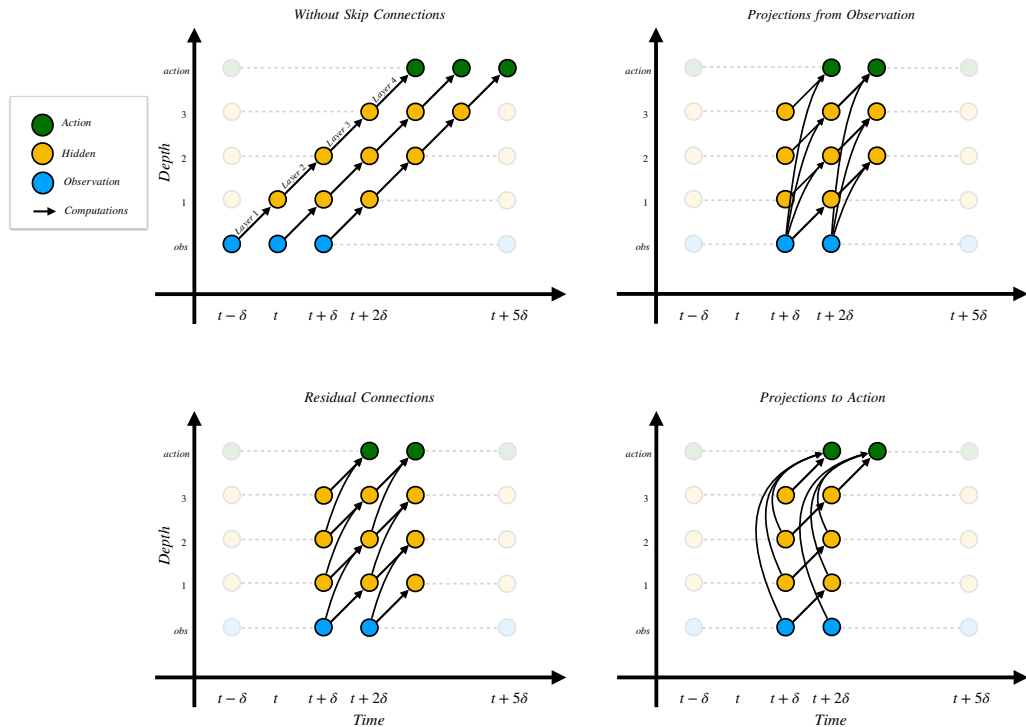 Without Skip Connections
Projections from Observation
action
3
2
1
obs
Depth
Layer 1
Layer 2
Layer 3
Layer 4
t − δ
t
t + δ
t + 2δ
t + 5δ
Action
Hidden
Observation
Computations
action
3
2
1
obs
t − δ
t
t + δ
t + 2δ
t + 5δ
Residual Connections
Projections to Action
action
3
2
1
obs
Depth
t − δ
t
t + δ
t + 2δ
t + 5δ
Time
action
3
2
1
obs
t − δ
t
t + δ
t + 2δ
t + 5δ
Time